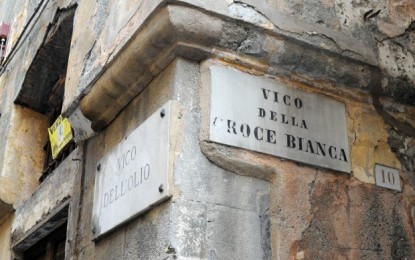 VICO
DELL'OLIO
VICO
DELLA
CROCE BIANCA
10